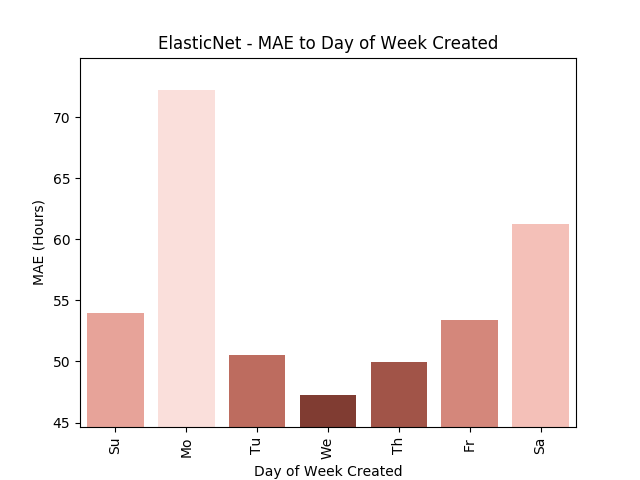 ElasticNet - MAE to Day of Week Created
MAE (Hours)
70
65
60
55
50
45
Su
Mo
Tu
We
Th
Fr
Sa
Day of Week Created